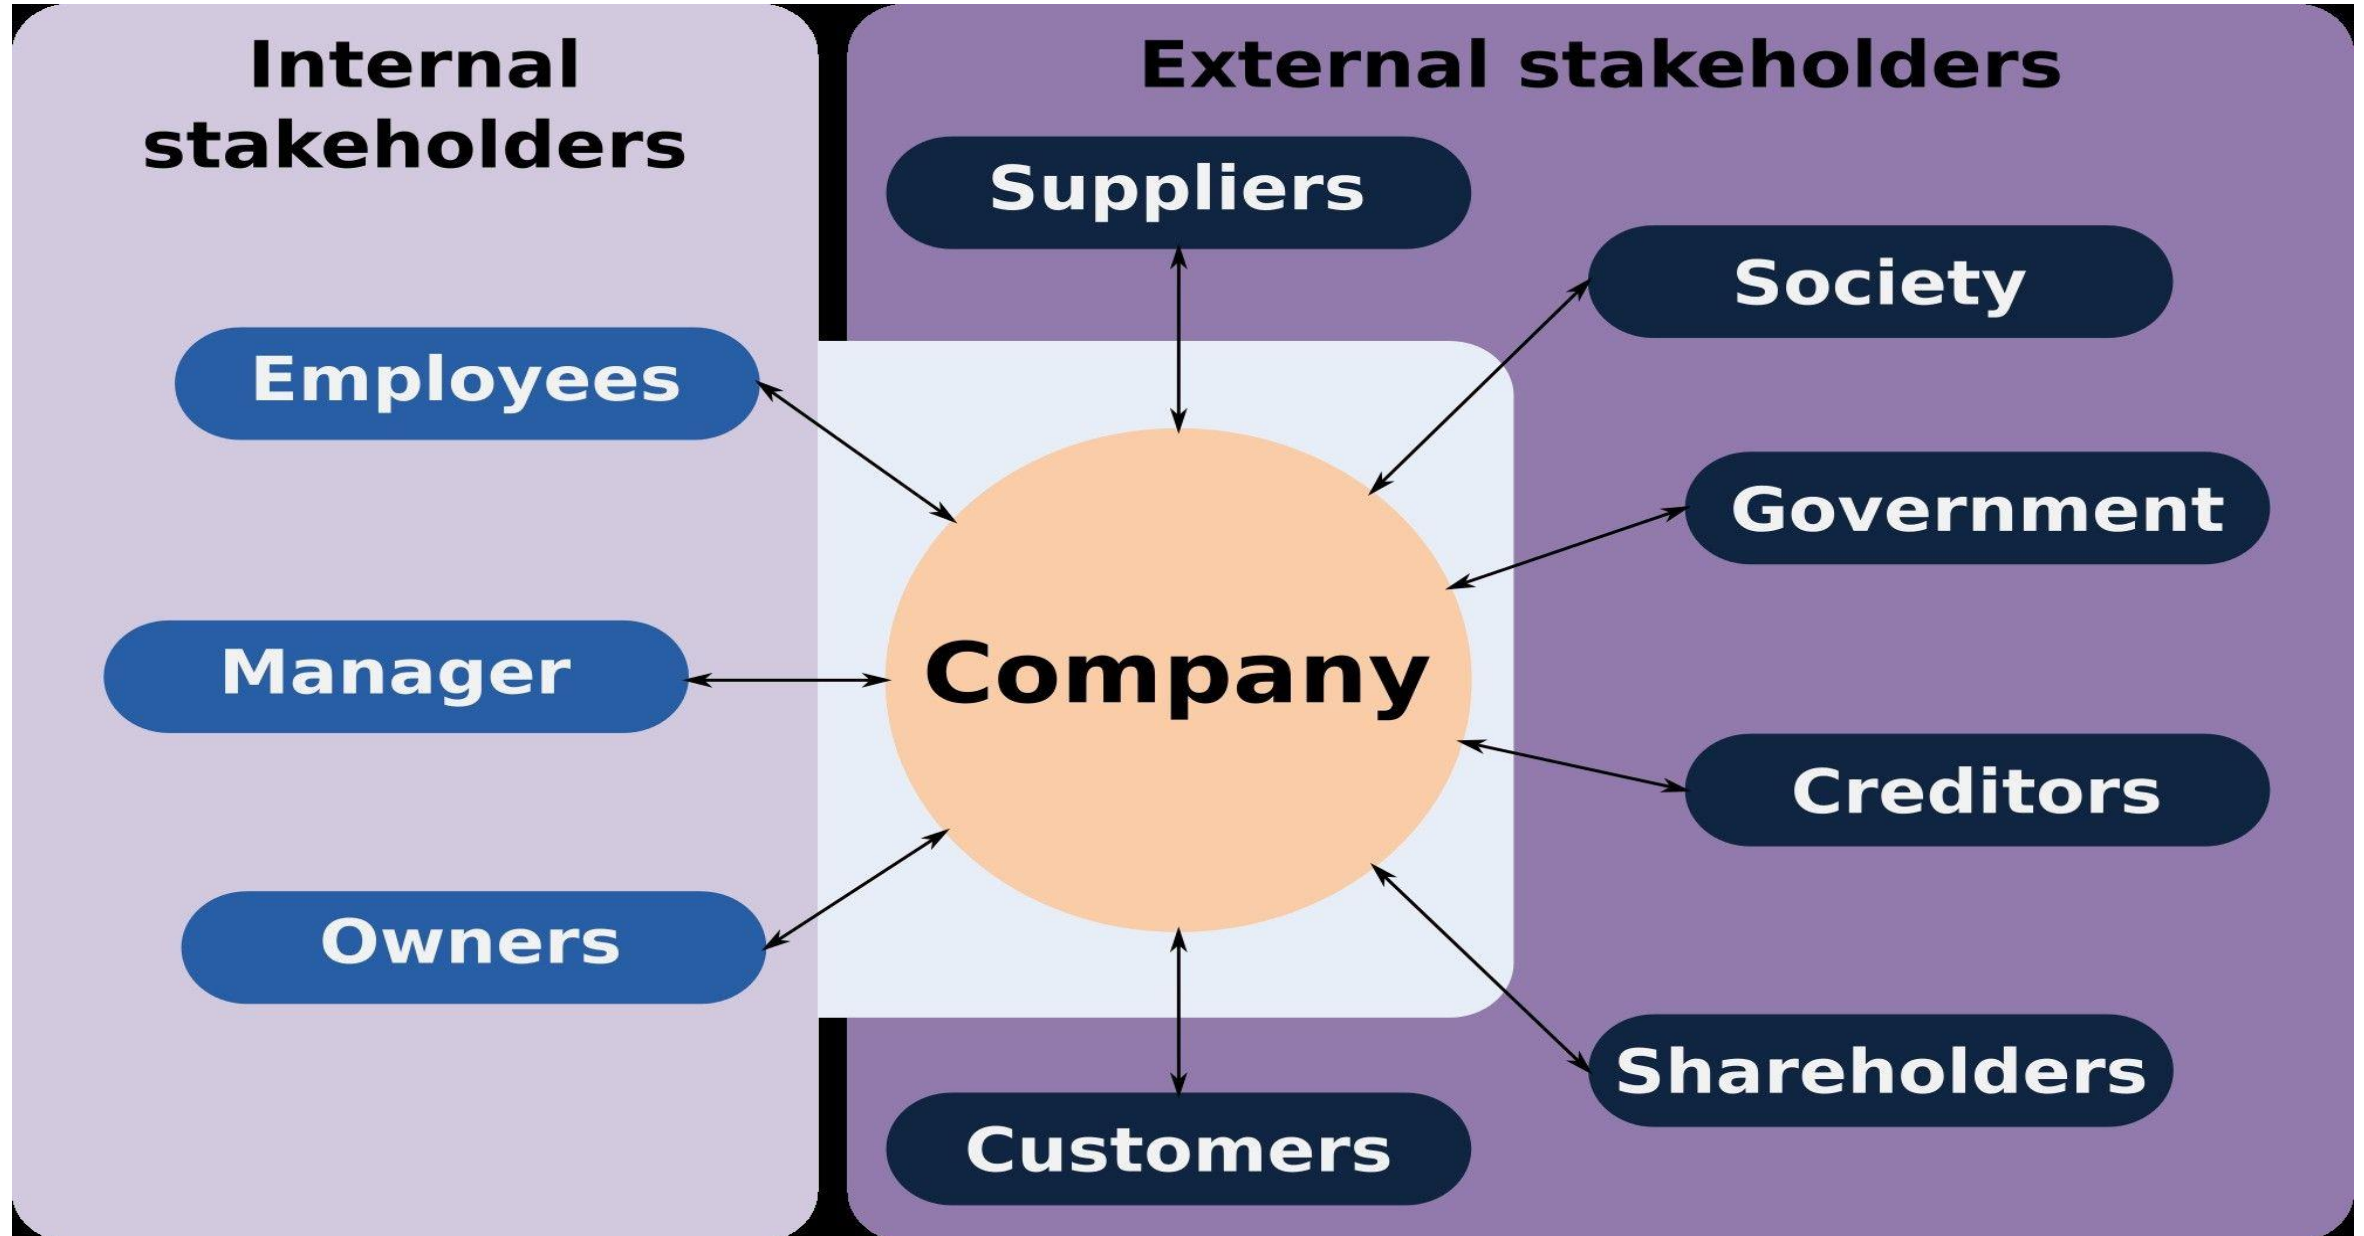 Internal
stakeholders
Employees
Manager
Owners
External stakeholders
Suppliers
Society
Government
Company
Creditors
Shareholders
Customers